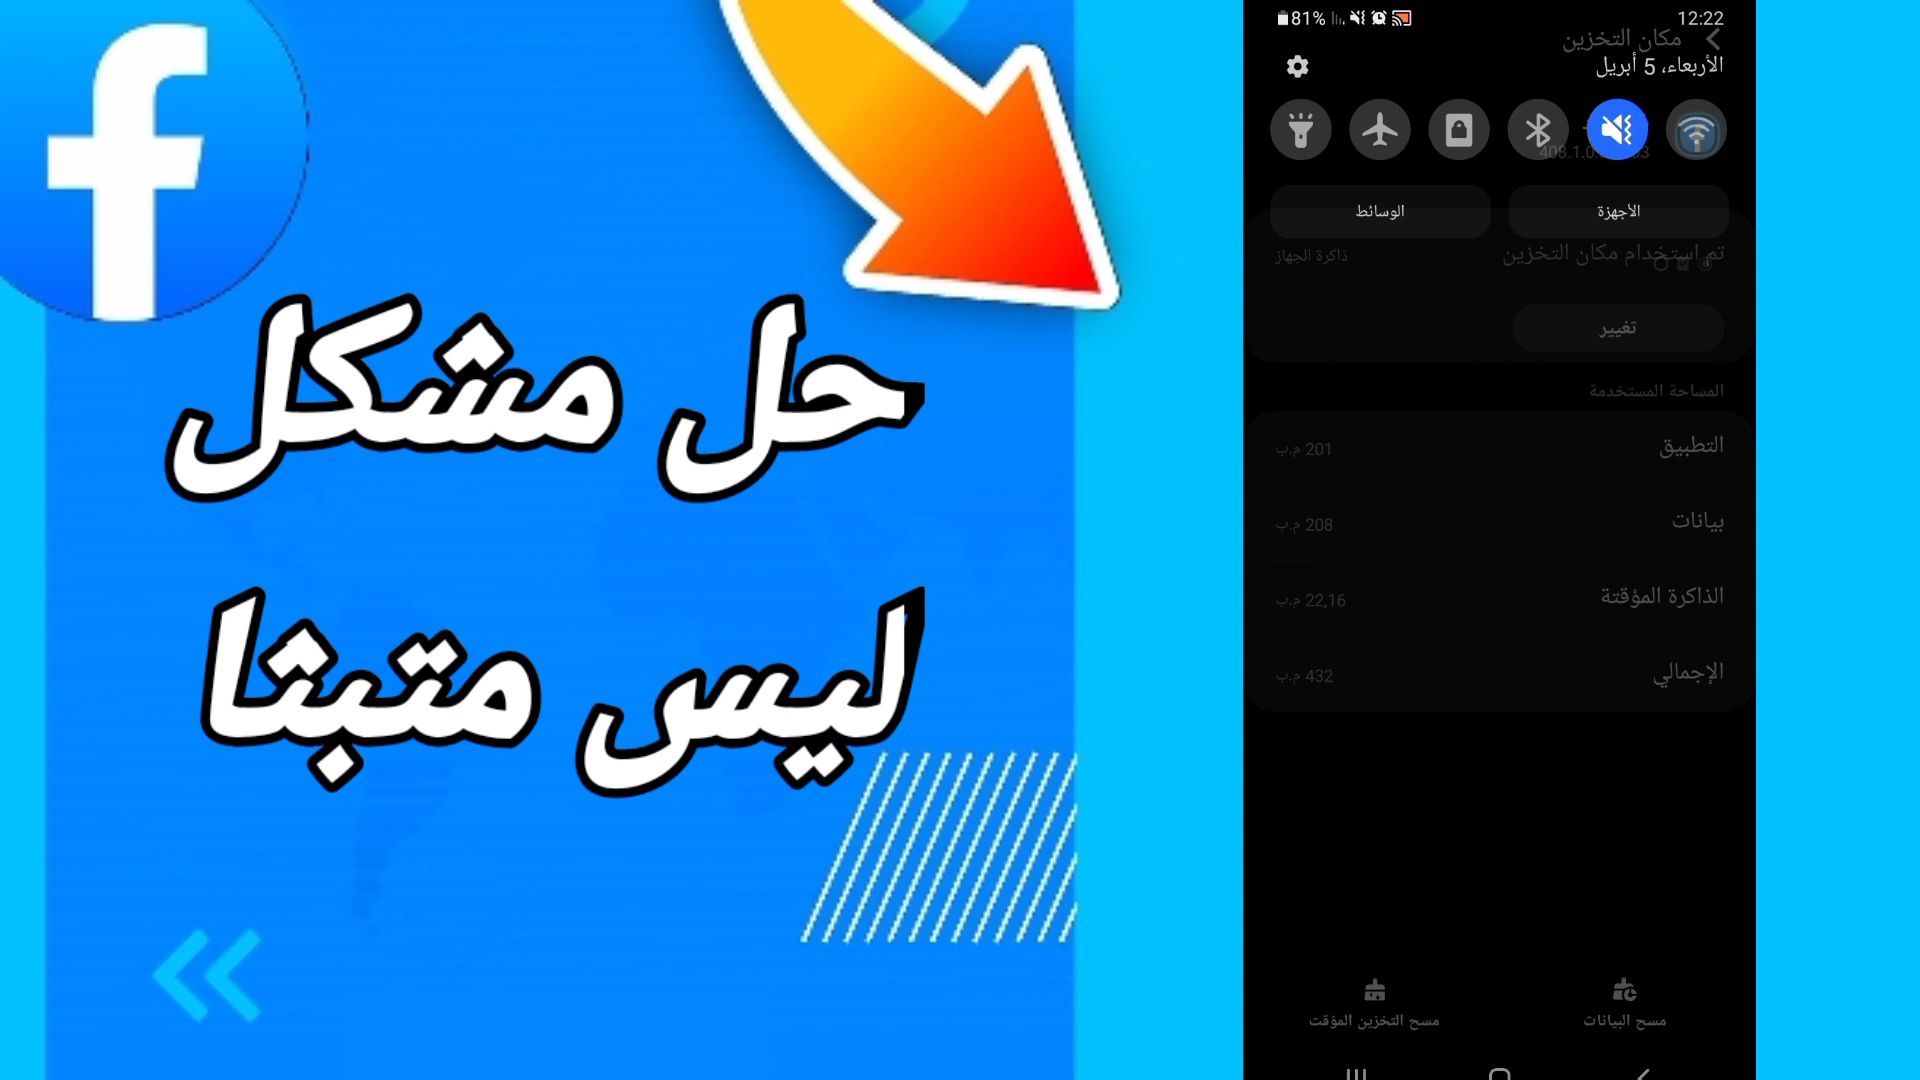 حل مشكل
ليس متبثا
12:22
81%
مكان التخزين
الأربعاء، 5 أبريل
الأجهزة
الوسائط
تم استخدام مكان التخزين
ذاكرة الجهاز
تغيير
المساحة المستخدمة
التطبيق
201 م.ب
بيانات
208 م.ب
الذاكرة المؤقتة
22,16 م.ب
الإجمالي
432 م.ب
مسح البيانات
مسح التخزين المؤقت